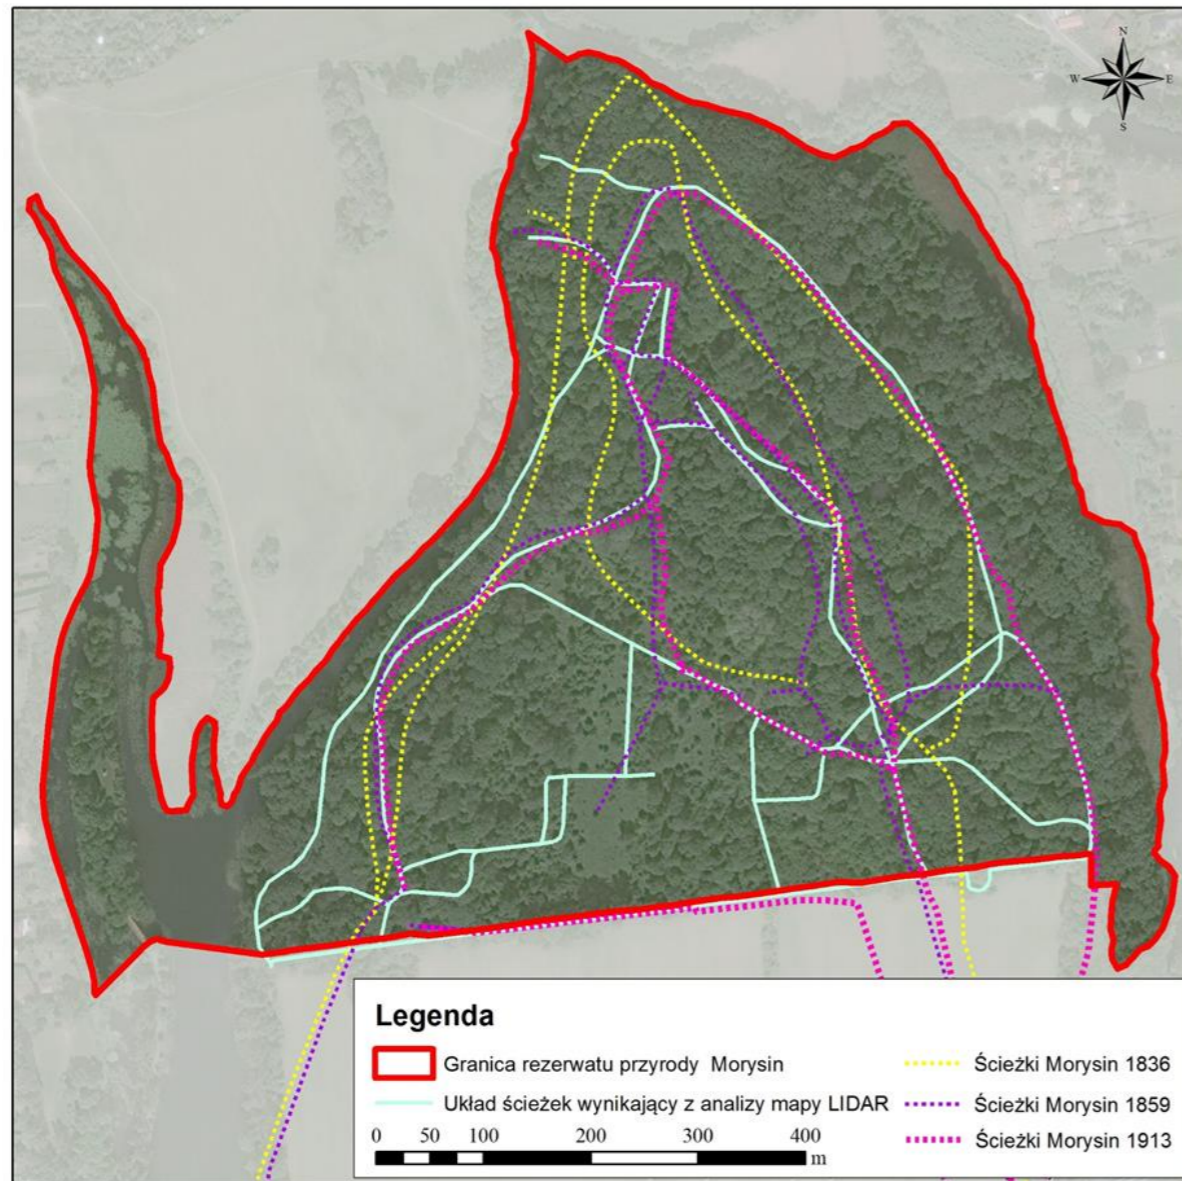 N
W E
S
Legenda
Granica rezerwatu przyrody Morysin
Układ ścieżek wynikający z analizy mapy LIDAR
0 50 100 200 300 400
m
Ścieżki Morysin 1836
Ścieżki Morysin 1859
Ścieżki Morysin 1913